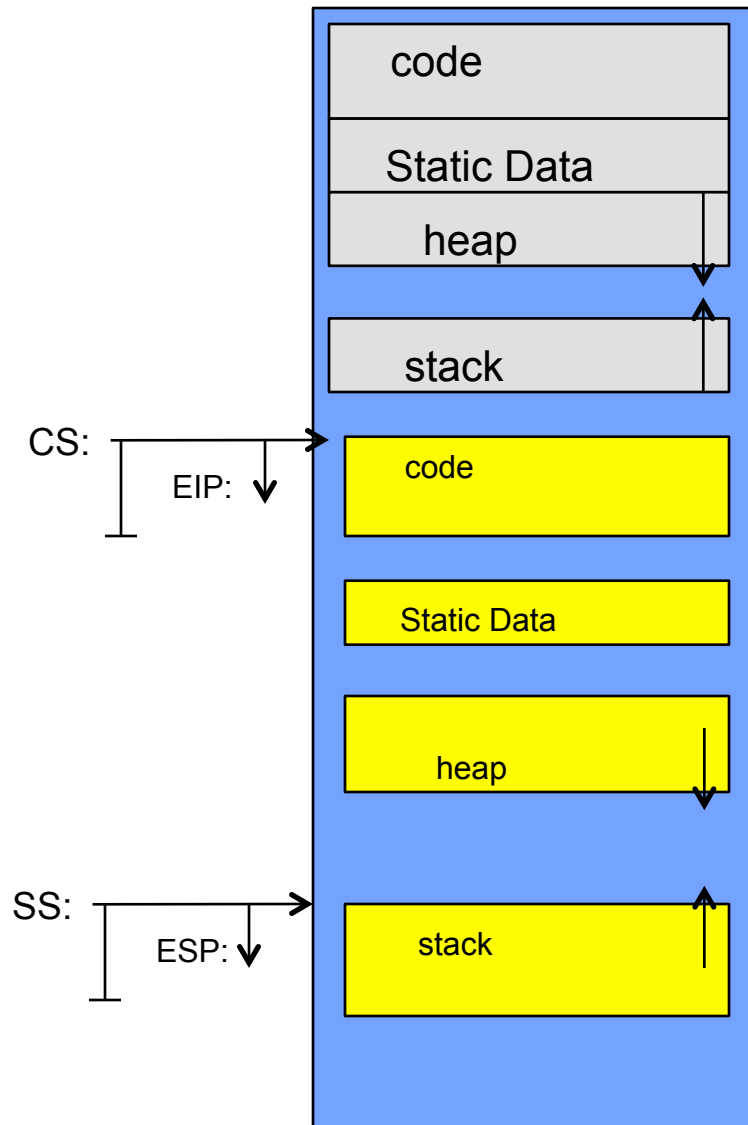 code
Static Data
heap
stack
CS:
code
EIP:
Static Data
heap
SS:
stack
ESP: